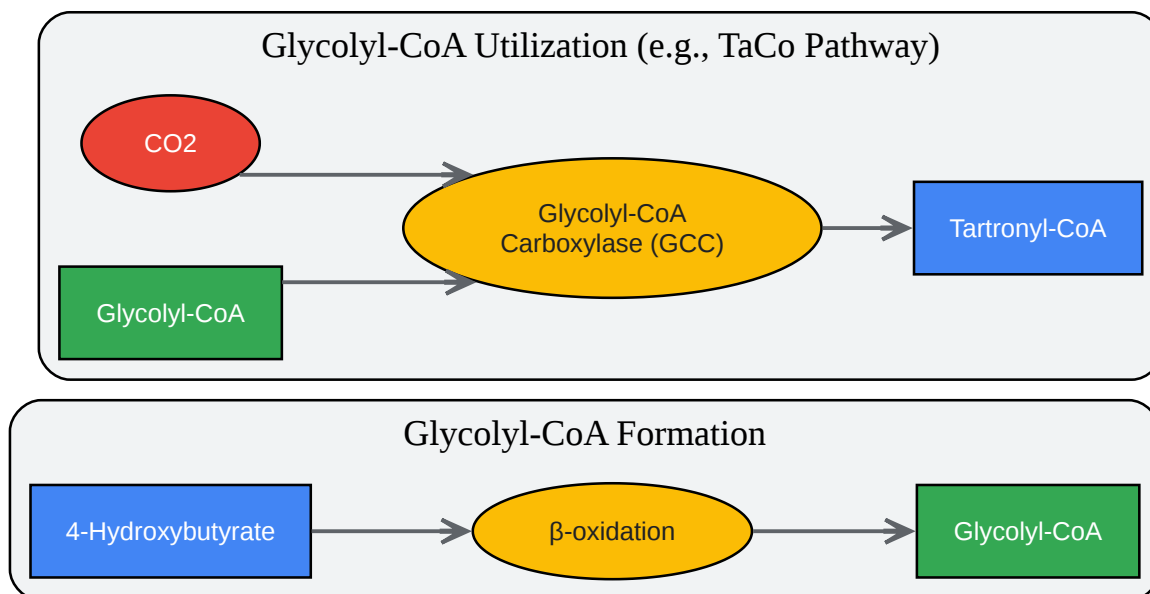 Glycolyl-CoA Utilization (e.g., TaCo Pathway)
CO2
Glycolyl-CoA
Carboxylase (GCC)
Tartronyl-CoA
Glycolyl-CoA
Glycolyl-CoA Formation
4-Hydroxybutyrate
β-oxidation
Glycolyl-CoA